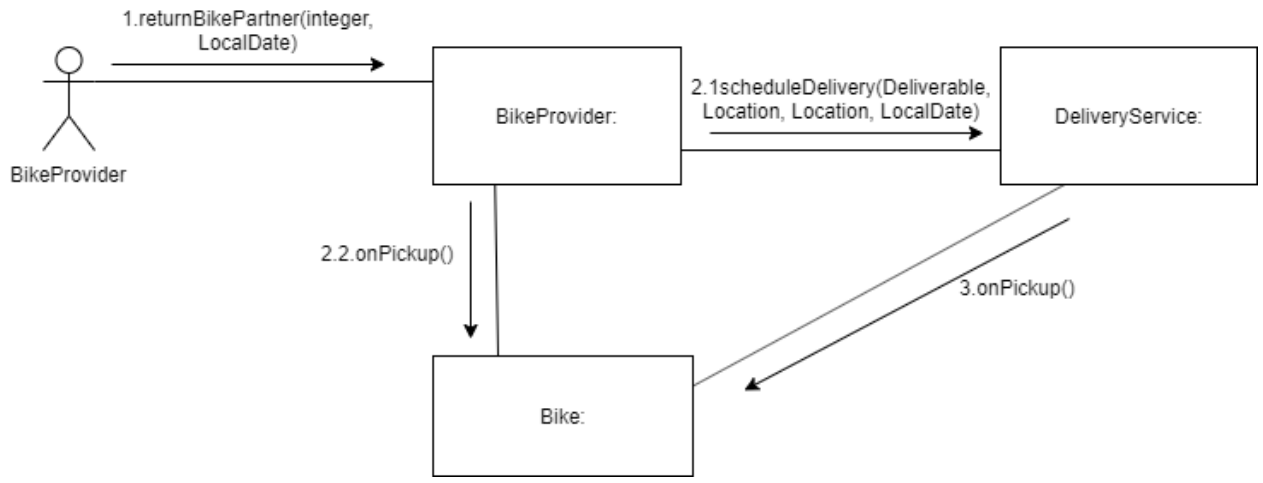 1.returnBikePartner(integer,
LocalDate)
BikeProvider
BikeProvider:
2.1scheduleDelivery(Deliverable,
Location, Location, LocalDate)
DeliveryService:
2.2.onPickup()
3.onPickup()
Bike: